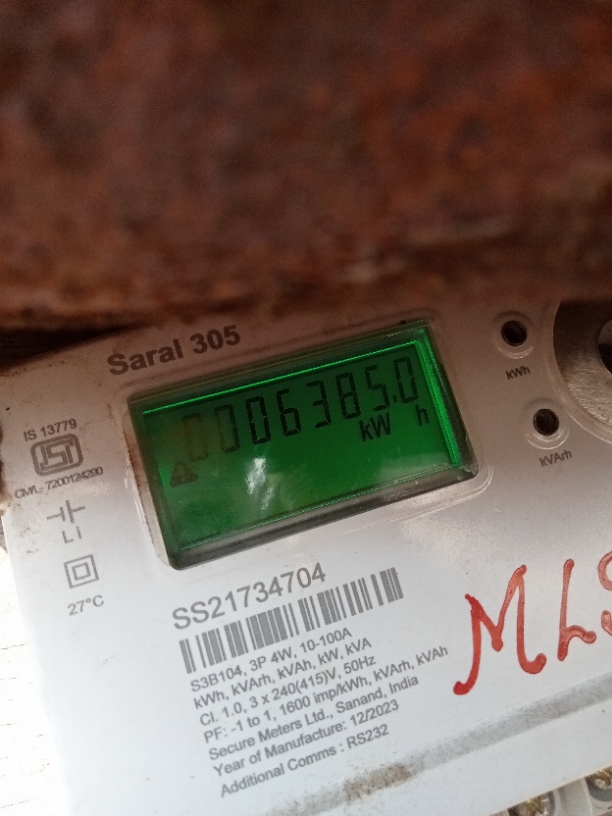 Saral 305
kWh
kVArh
IS 13779
CM/L- 7200124290
0006385.0
kW h
Li
27°C
SS21734704
S3B104, 3P 4W, 10-100A
kWh, kVArh, kVAh, kW, kVA
Cl. 1.0, 3 x 240(415)V, 50Hz
PF: -1 to 1, 1600 imp/kWh, kVArh, kVAh
Secure Meters Ltd., Sanand, India
Year of Manufacture: 12/2023
Additional Comms : RS232
MLS